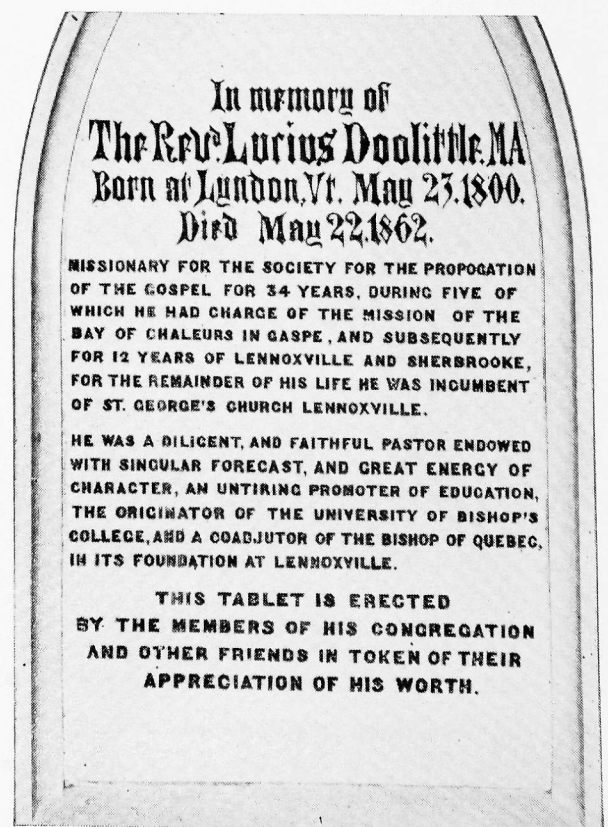 In memory of
The Revd. Lucius Doolittle, MA
Born at Lyndon, Vt. May 23. 1800.
Died May 22. 1862.
MISSIONARY FOR THE SOCIETY FOR THE PROPOGATION
OF THE GOSPEL FOR 34 YEARS, DURING FIVE OF
WHICH HE HAD CHARGE OF THE MISSION OF THE
BAY OF CHALEURS IN GASPE, AND SUBSEQUENTLY
FOR 12 YEARS OF LENNOXVILLE AND SHERBROOKE,
FOR THE REMAINDER OF HIS LIFE HE WAS INCUMBENT
OF ST. GEORGE'S CHURCH LENNOXVILLE.
HE WAS A DILIGENT, AND FAITHFUL PASTOR ENDOWED
WITH SINGULAR FORECAST, AND GREAT ENERGY OF
CHARACTER, AN UNTIRING PROMOTER OF EDUCATION,
THE ORIGINATOR OF THE UNIVERSITY OF BISHOP'S
COLLEGE, AND A COADJUTOR OF THE BISHOP OF QUEBEC,
IN ITS FOUNDATION AT LENNOXVILLE.
THIS TABLET IS ERECTED
BY THE MEMBERS OF HIS CONGREGATION
AND OTHER FRIENDS IN TOKEN OF THEIR
APPRECIATION OF HIS WORTH.